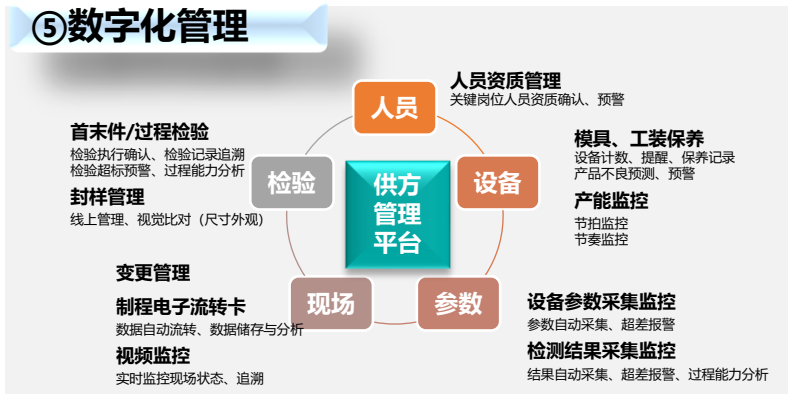 ⑤数字化管理
人员
人员资质管理
关键岗位人员资质确认、预警
首末件/过程检验
检验执行确认、检验记录追溯
检验超标预警、过程能力分析
封样管理
线上管理、视觉比对（尺寸外观）
检验
供方
管理
平台
设备
模具、工装保养
设备计数、提醒、保养记录
产品不良预测、预警
产能监控
节拍监控
节奏监控
变更管理
制程电子流转卡
数据自动流转、数据储存与分析
视频监控
实时监控现场状态、追溯
现场
参数
设备参数采集监控
参数自动采集、超差报警
检测结果采集监控
结果自动采集、超差报警、过程能力分析